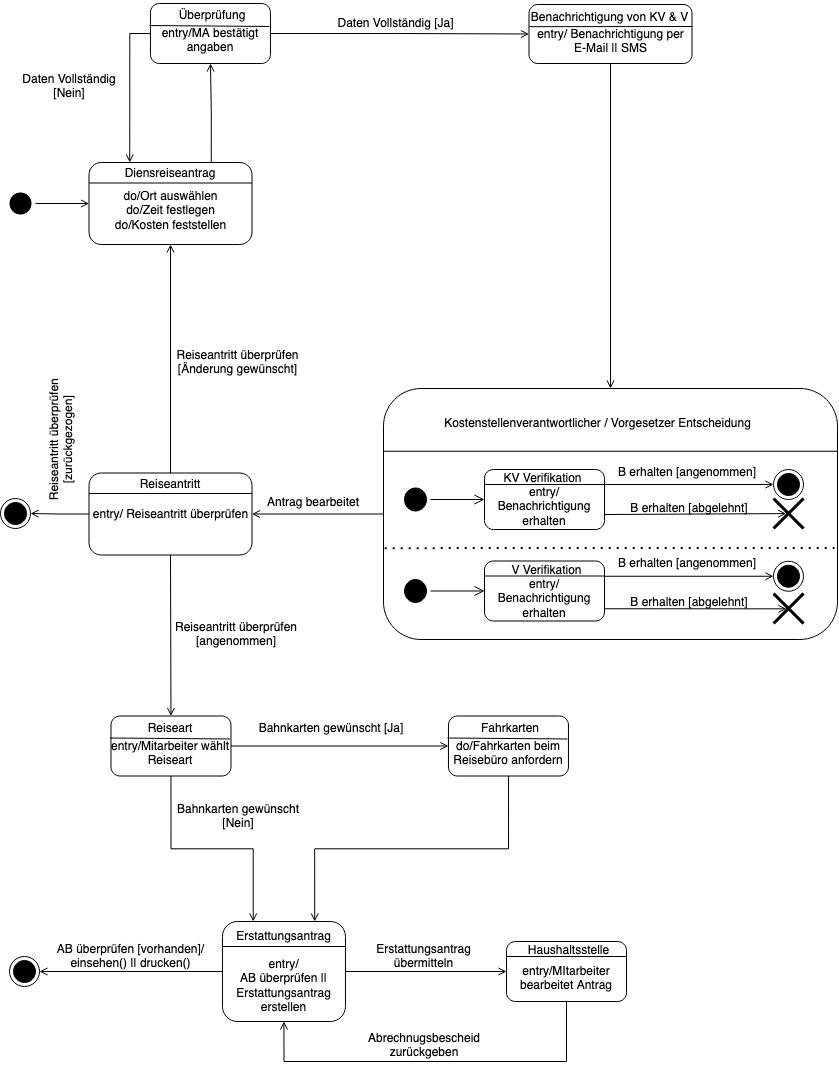 Überprüfung
entry/MA bestätigt
angaben
Daten Vollständig [Ja]
Benachrichtigung von KV & V
entry/ Benachrichtigung per
E-Mail || SMS
Daten Vollständig
[Nein]
Diensreiseantrag
do/Ort auswählen
do/Zeit festlegen
do/Kosten feststellen
Reiseantritt überprüfen
[Änderung gewünscht]
Reiseantritt überprüfen
[zurückgezogen]
Kostenstellenverantwortlicher / Vorgesetzer Entscheidung
KV Verifikation
entry/
Benachrichtigung
erhalten
B erhalten [angenommen]
B erhalten [abgelehnt]
V Verifikation
entry/
Benachrichtigung
erhalten
B erhalten [angenommen]
B erhalten [abgelehnt]
Antrag bearbeitet
Reiseantritt
entry/ Reiseantritt überprüfen
Reiseantritt überprüfen
[angenommen]
Reiseart
entry/Mitarbeiter wählt
Reiseart
Bahnkarten gewünscht [Ja]
Fahrkarten
do/Fahrkarten beim
Reisebüro anfordern
Bahnkarten gewünscht
[Nein]
Erstattungsantrag
entry/
AB überprüfen ||
Erstattungsantrag
erstellen
AB überprüfen [vorhanden]/
einsehen() || drucken()
Erstattungsantrag
übermitteln
Haushaltsstelle
entry/MItarbeiter
bearbeitet Antrag
Abrechnugsbescheid
zurückgeben